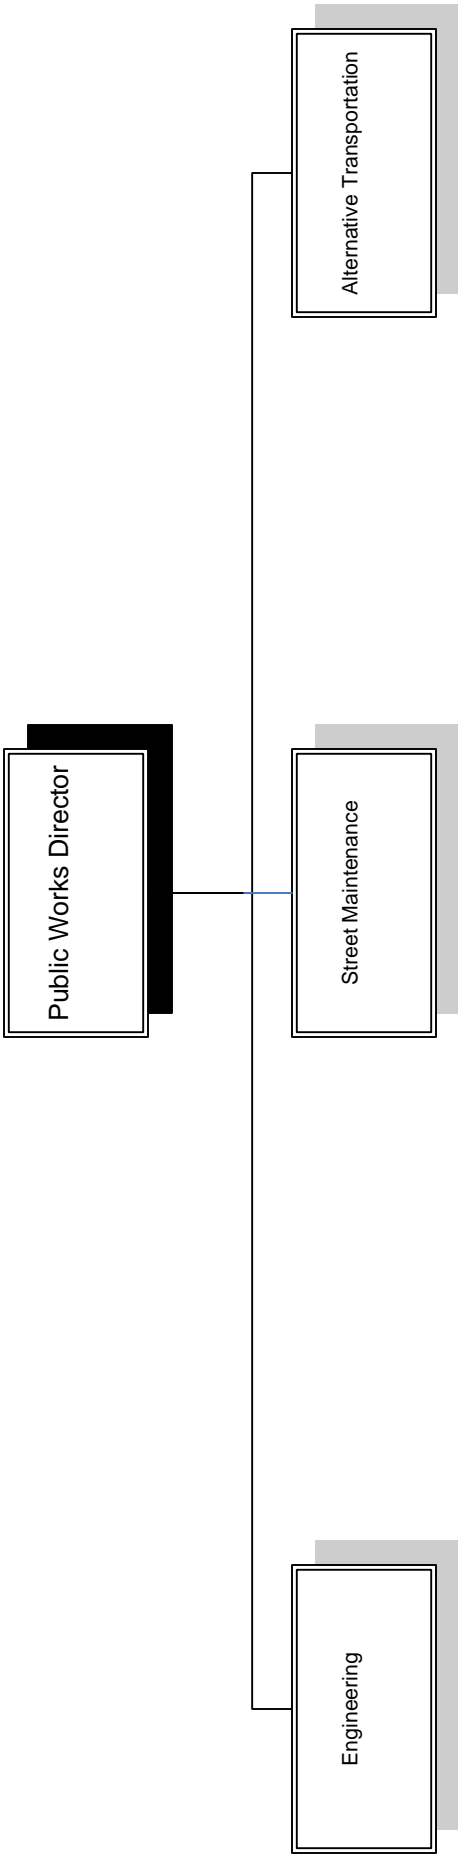 Public Works Director
Engineering
Street Maintenance
Alternative Transportation